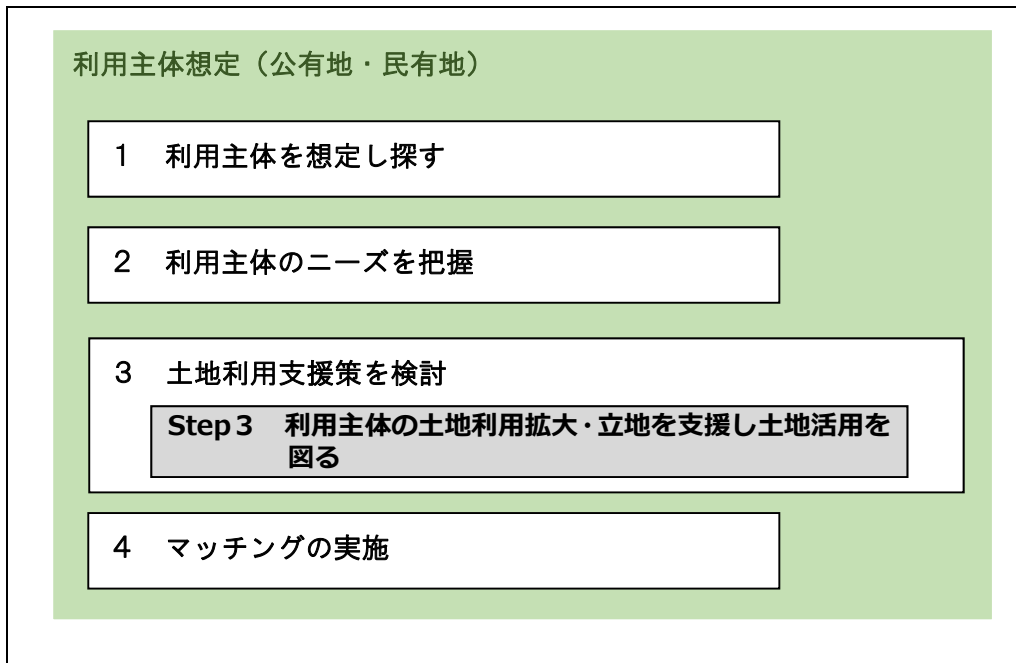 利用主体想定（公有地・民有地）
１　利用主体を想定し探す
２　利用主体のニーズを把握
３　土地利用支援策を検討
Step３　利用主体の土地利用拡大・立地を支援し土地活用を
図る
４　マッチングの実施